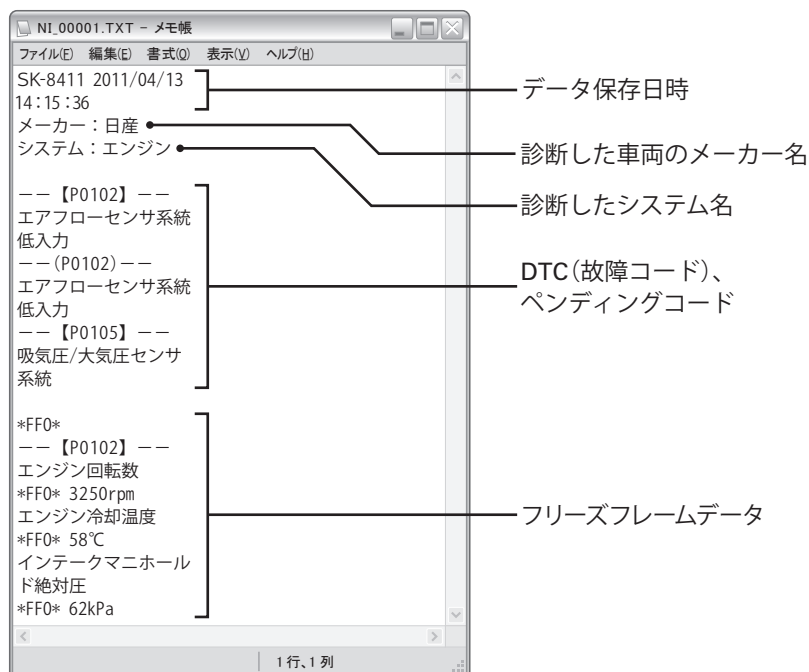 NI_00001.TXT - メモ帳
ファイル(F) 編集(E) 書式(O) 表示(V) ヘルプ(H)
SK-8411 2011/04/13
14:15:36
メーカー：日産
システム：エンジン
−−【P0102】−−
エアフローセンサ系統
低入力
−−(P0102)−−
エアフローセンサ系統
低入力
−−【P0105】−−
吸気圧/大気圧センサ
系統
*FF0*
−−【P0102】−−
エンジン回転数
*FF0* 3250rpm
エンジン冷却温度
*FF0* 58℃
インテークマニホール
ド絶対圧
*FF0* 62kPa
1行、1列
データ保存日時
診断した車両のメーカー名
診断したシステム名
DTC(故障コード)、
ペンディングコード
フリーズフレームデータ